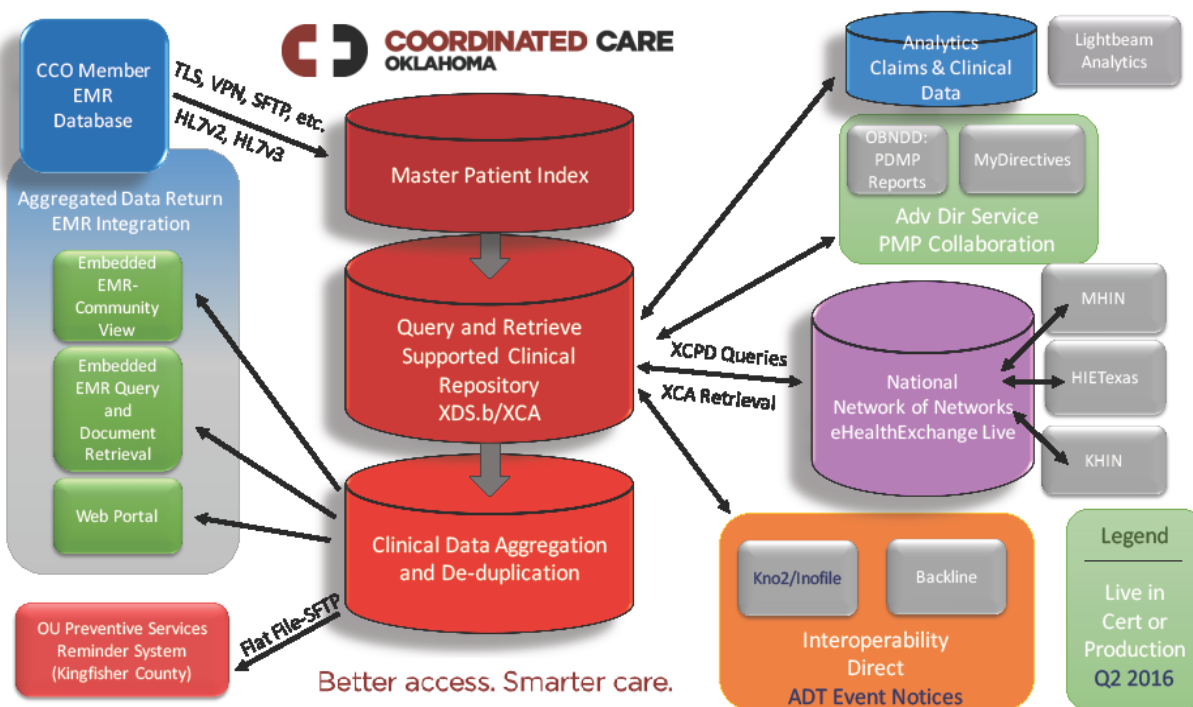 COORDINATED CARE
OKLAHOMA
CCO Member
EMR
Database
TLS, VPN, SFTP, etc.
HL7v2, HL7v3
Aggregated Data Return
EMR Integration
Embedded
EMR-
Community
View
Embedded
EMR Query
and
Document
Retrieval
Web Portal
OU Preventive Services
Reminder System
(Kingfisher County)
Master Patient Index
Query and Retrieve
Supported Clinical
Repository
XDS.b/XCA
Clinical Data Aggregation
and De-duplication
Flat File-SFTP
Better access. Smarter care.
Analytics
Claims & Clinical
Data
Lightbeam
Analytics
OBNDD:
PDMP
Reports
MyDirectives
Adv Dir Service
PMP Collaboration
XCPD Queries
XCA Retrieval
National
Network of Networks
eHealthExchange Live
MHIN
HIETexas
KHIN
Kno2/Inofile
Backline
Interoperability
Direct
ADT Event Notices
Legend
Live in
Cert or
Production
Q2 2016